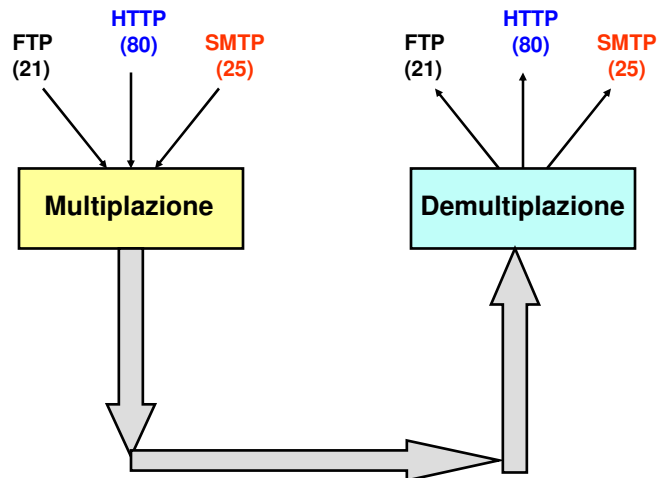 FTP
(21)
HTTP
(80)
SMTP
(25)
FTP
(21)
HTTP
(80)
SMTP
(25)
Multiplazione
Demultiplazione